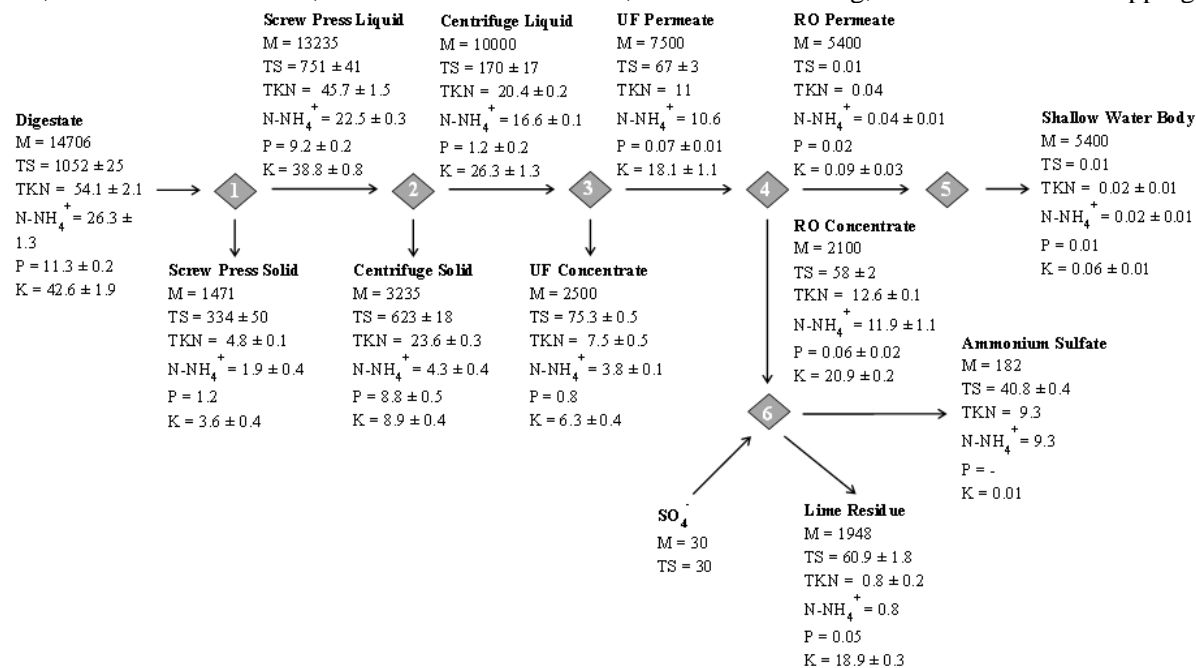 Screw Press Liquid
M = 13235
TS = 751 ± 41
TKN = 45.7 ± 1.5
N-NH4+ = 22.5 ± 0.3
P = 9.2 ± 0.2
K = 38.8 ± 0.8
Centrifuge Liquid
M = 10000
TS = 170 ± 17
TKN = 20.4 ± 0.2
N-NH4+ = 16.6 ± 0.1
P = 1.2 ± 0.2
K = 26.3 ± 1.3
UF Permeate
M = 7500
TS = 67 ± 3
TKN = 11
N-NH4+ = 10.6
P = 0.07 ± 0.01
K = 18.1 ± 1.1
RO Permeate
M = 5400
TS = 0.01
TKN = 0.04
N-NH4+ = 0.04 ± 0.01
P = 0.02
K = 0.09 ± 0.03
Digestate
M = 14706
TS = 1052 ± 25
TKN = 54.1 ± 2.1
N-NH4+ = 26.3 ±
1.3
P = 11.3 ± 0.2
K = 42.6 ± 1.9
1
2
3
4
5
Shallow Water Body
M = 5400
TS = 0.01
TKN = 0.02 ± 0.01
N-NH4+ = 0.02 ± 0.01
P = 0.01
K = 0.06 ± 0.01
Screw Press Solid
M = 1471
TS = 334 ± 50
TKN = 4.8 ± 0.1
N-NH4+ = 1.9 ± 0.4
P = 1.2
K = 3.6 ± 0.4
Centrifuge Solid
M = 3235
TS = 623 ± 18
TKN = 23.6 ± 0.3
N-NH4+ = 4.3 ± 0.4
P = 8.8 ± 0.5
K = 8.9 ± 0.4
UF Concentrate
M = 2500
TS = 75.3 ± 0.5
TKN = 7.5 ± 0.5
N-NH4+ = 3.8 ± 0.1
P = 0.8
K = 6.3 ± 0.4
RO Concentrate
M = 2100
TS = 58 ± 2
TKN = 12.6 ± 0.1
N-NH4+ = 11.9 ± 1.1
P = 0.06 ± 0.02
K = 20.9 ± 0.2
6
Ammonium Sulfate
M = 182
TS = 40.8 ± 0.4
TKN = 9.3
N-NH4+ = 9.3
P = -
K = 0.01
SO4-
M = 30
TS = 30
Lime Residue
M = 1948
TS = 60.9 ± 1.8
TKN = 0.8 ± 0.2
N-NH4+ = 0.8
P = 0.05
K = 18.9 ± 0.3